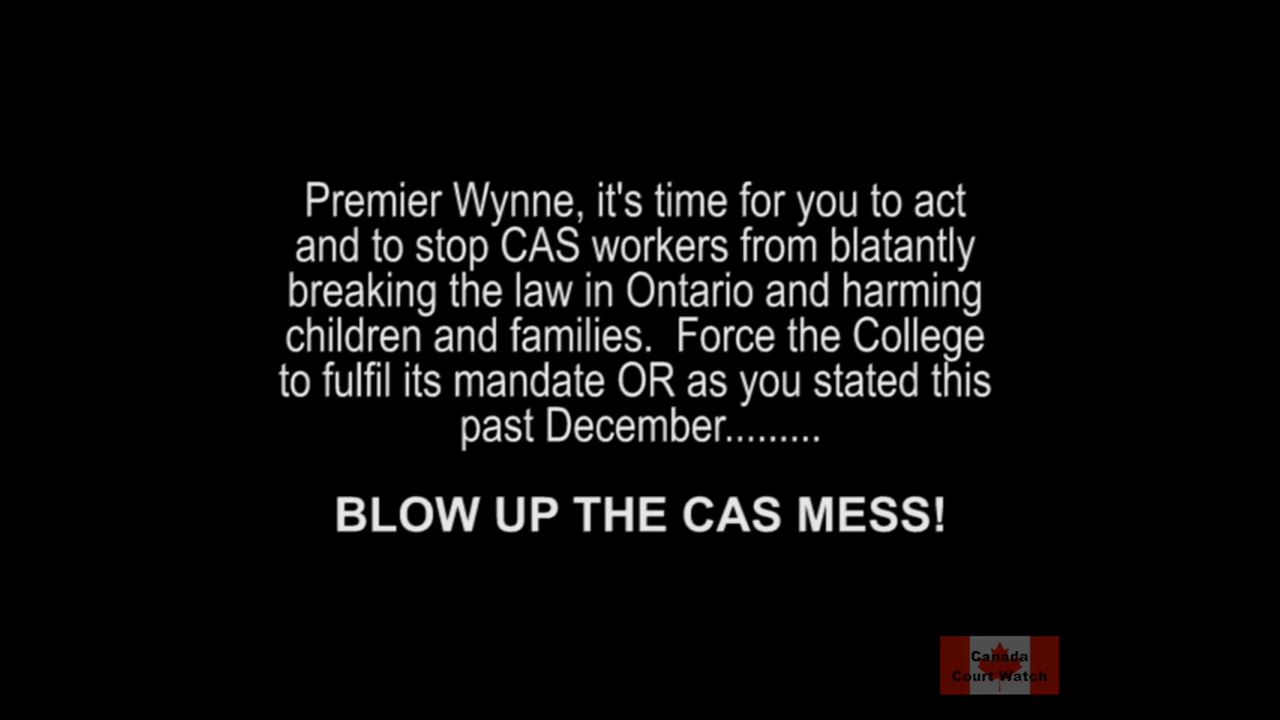 Premier Wynne, it's time for you to act
and to stop CAS workers from blatantly
breaking the law in Ontario and harming
children and families.  Force the College
to fulfil its mandate OR as you stated this
past December.........
BLOW UP THE CAS MESS!
Canada
Court Watch